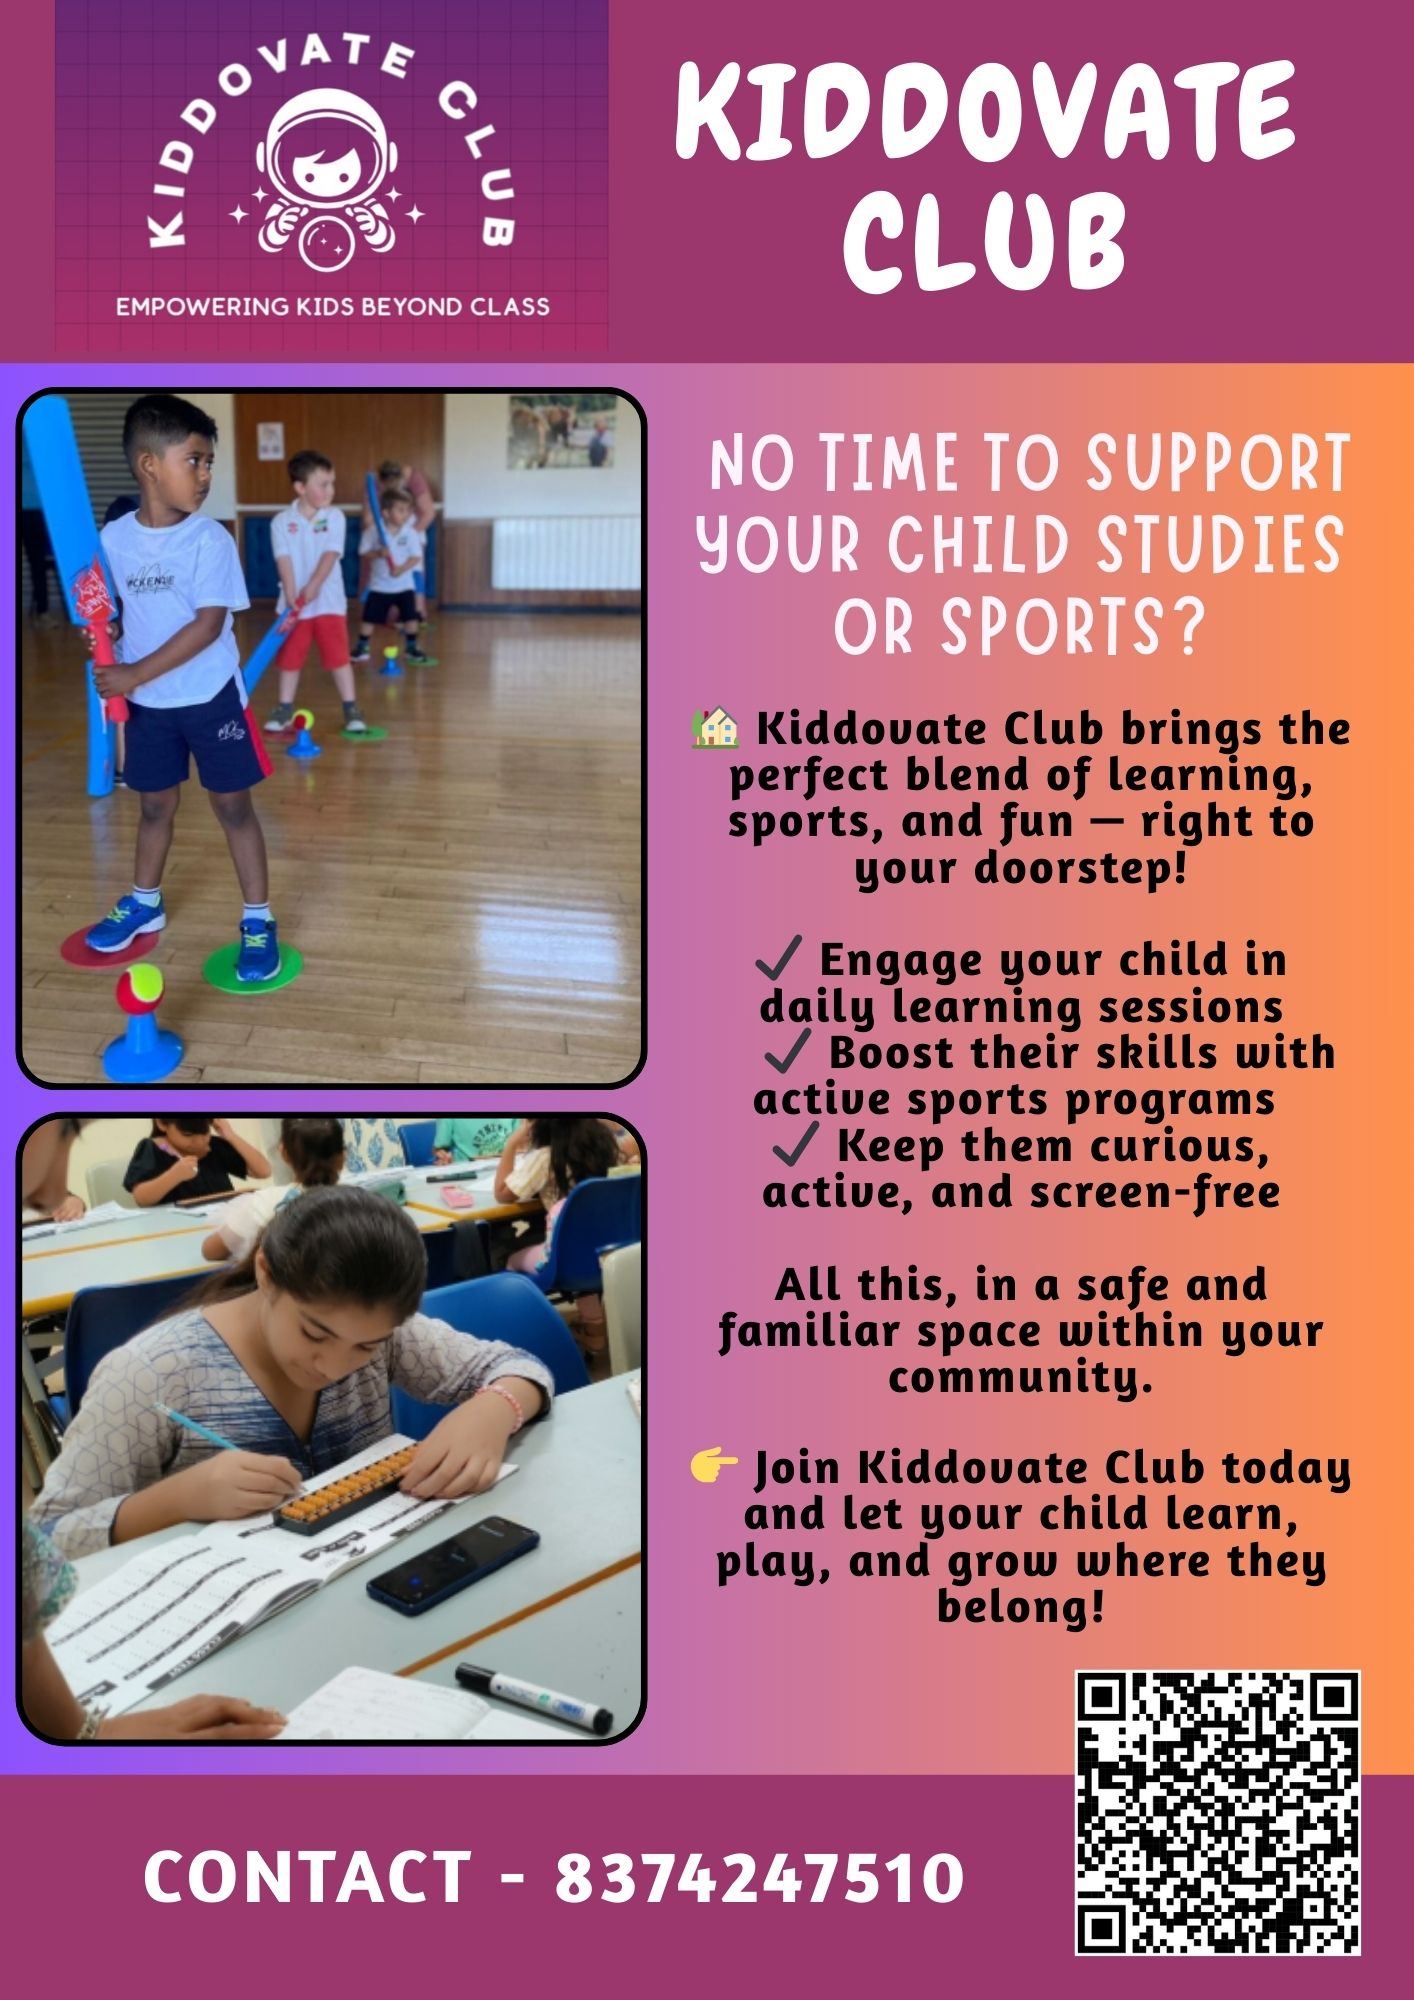 KIDDOVATE CLUB
EMPOWERING KIDS BEYOND CLASS
KIDDOVATE
CLUB
MCKENZIE
NO TIME TO SUPPORT
YOUR CHILD STUDIES
OR SPORTS?
🏡 Kiddovate Club brings the
perfect blend of learning,
sports, and fun — right to
your doorstep!
✔ Engage your child in
daily learning sessions
✔ Boost their skills with
active sports programs
✔ Keep them curious,
active, and screen-free
All this, in a safe and
familiar space within your
community.
👉 Join Kiddovate Club today
and let your child learn,
play, and grow where they
belong!
CONTACT - 8374247510